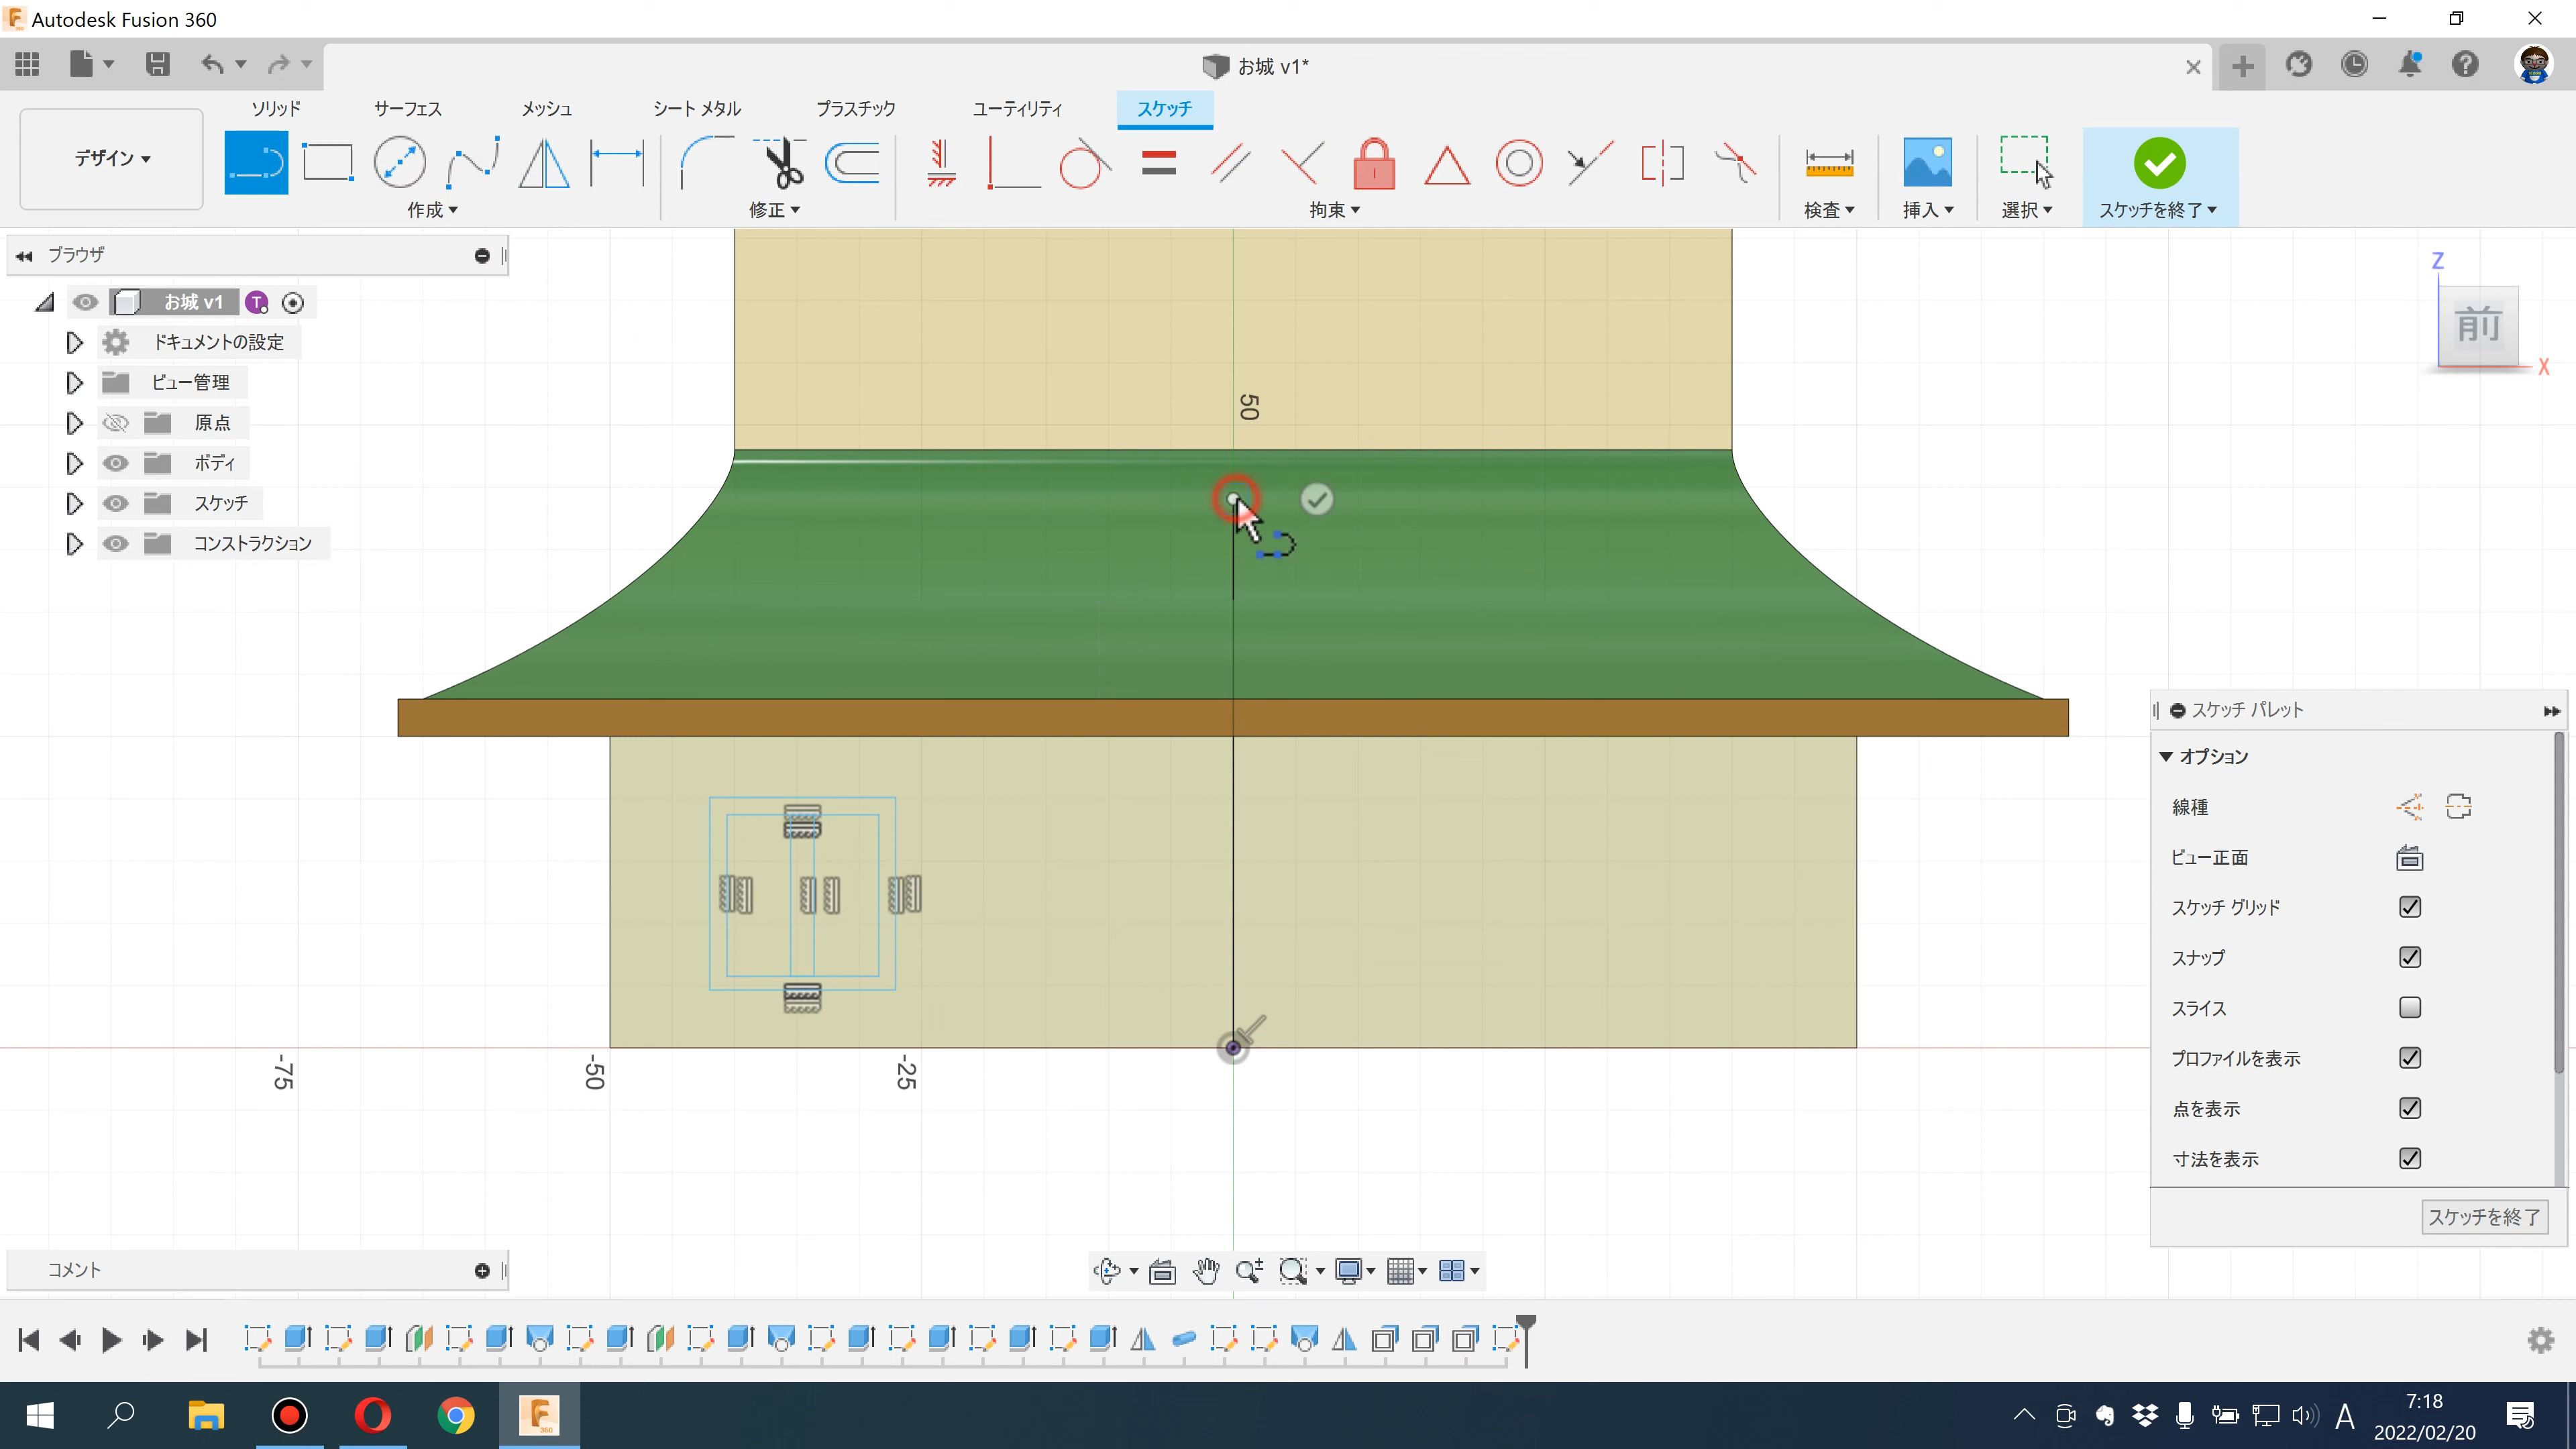 Autodesk Fusion 360
お城 v1*
ソリッド
サーフェス
メッシュ
シート メタル
プラスチック
ユーティリティ
スケッチ
デザイン
作成
修正
拘束
検査
挿入
選択
スケッチを終了
ブラウザ
お城 v1
T
ドキュメントの設定
ビュー管理
原点
ボディ
スケッチ
コンストラクション
Z
前
X
50
-75
-50
-25
スケッチ パレット
オプション
線種
ビュー正面
スケッチ グリッド
スナップ
スライス
プロファイルを表示
点を表示
寸法を表示
スケッチを終了
コメント
F
360
A
7:18
2022/02/20